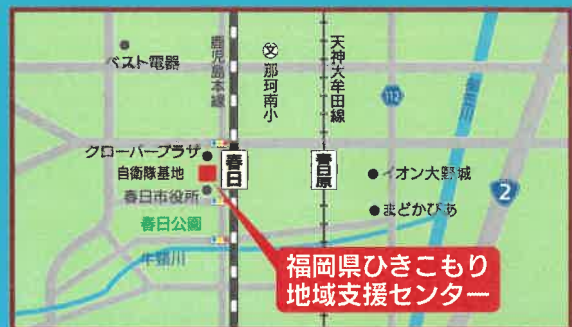 ベスト電器
鹿児島本線
文
那珂南小
天神大牟田線
112
クローバープラザ
自衛隊基地
春日市役所
春日公園
牛頸川
春日
春日原
イオン大野城
まどかぴあ
2
福岡県ひきこもり
地域支援センター